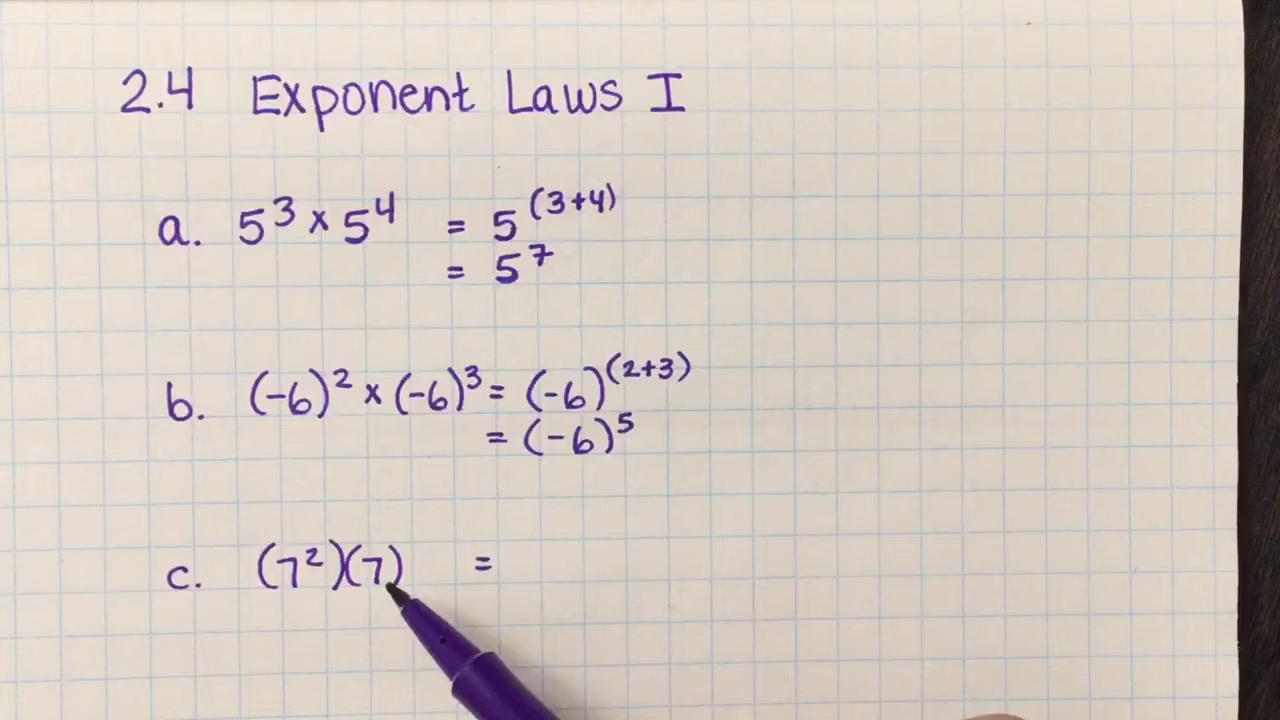 2.4 Exponent Laws I
a. 5³ × 5⁴ = 5⁽³⁺⁴⁾
= 5⁷
b. (-6)² × (-6)³ = (-6)⁽²⁺³⁾
= (-6)⁵
c. (7²)(7) =